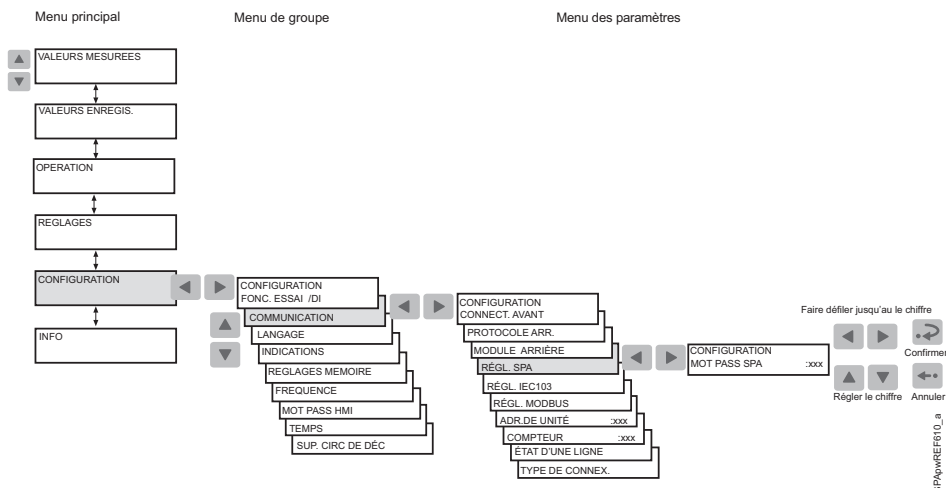 Menu principal
Menu de groupe
Menu des paramètres
VALEURS MESUREES
VALEURS ENREGIS.
OPERATION
REGLAGES
CONFIGURATION
INFO
CONFIGURATION
FONC. ESSAI /DI
COMMUNICATION
LANGAGE
INDICATIONS
REGLAGES MEMOIRE
FREQUENCE
MOT PASS HMI
TEMPS
SUP. CIRC DE DÉC
CONFIGURATION
CONNECT. AVANT
PROTOCOLE ARR.
MODULE ARRIÈRE
RÉGL. SPA
RÉGL. IEC103
RÉGL. MODBUS
ADR.DE UNITÉ :xxx
COMPTEUR :xxx
ÉTAT D'UNE LIGNE
TYPE DE CONNEX.
CONFIGURATION
MOT PASS SPA :xxx
Faire défiler jusqu'au le chiffre
Confirmer
Régler le chiffre
Annuler